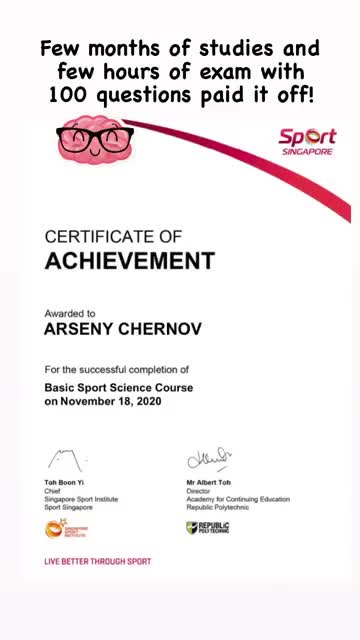 Few months of studies and
few hours of exam with
100 questions paid it off!
Sport
SINGAPORE
CERTIFICATE OF
ACHIEVEMENT
Awarded to
ARSENY CHERNOV
For the successful completion of
Basic Sport Science Course
on November 18, 2020
Toh Boon Yi
Chief
Singapore Sport Institute
Sport Singapore
Mr Albert Toh
Director
Academy for Continuing Education
Republic Polytechnic
SINGAPORE
SPORT
INSTITUTE
REPUBLIC
POLYTECHNIC
LIVE BETTER THROUGH SPORT